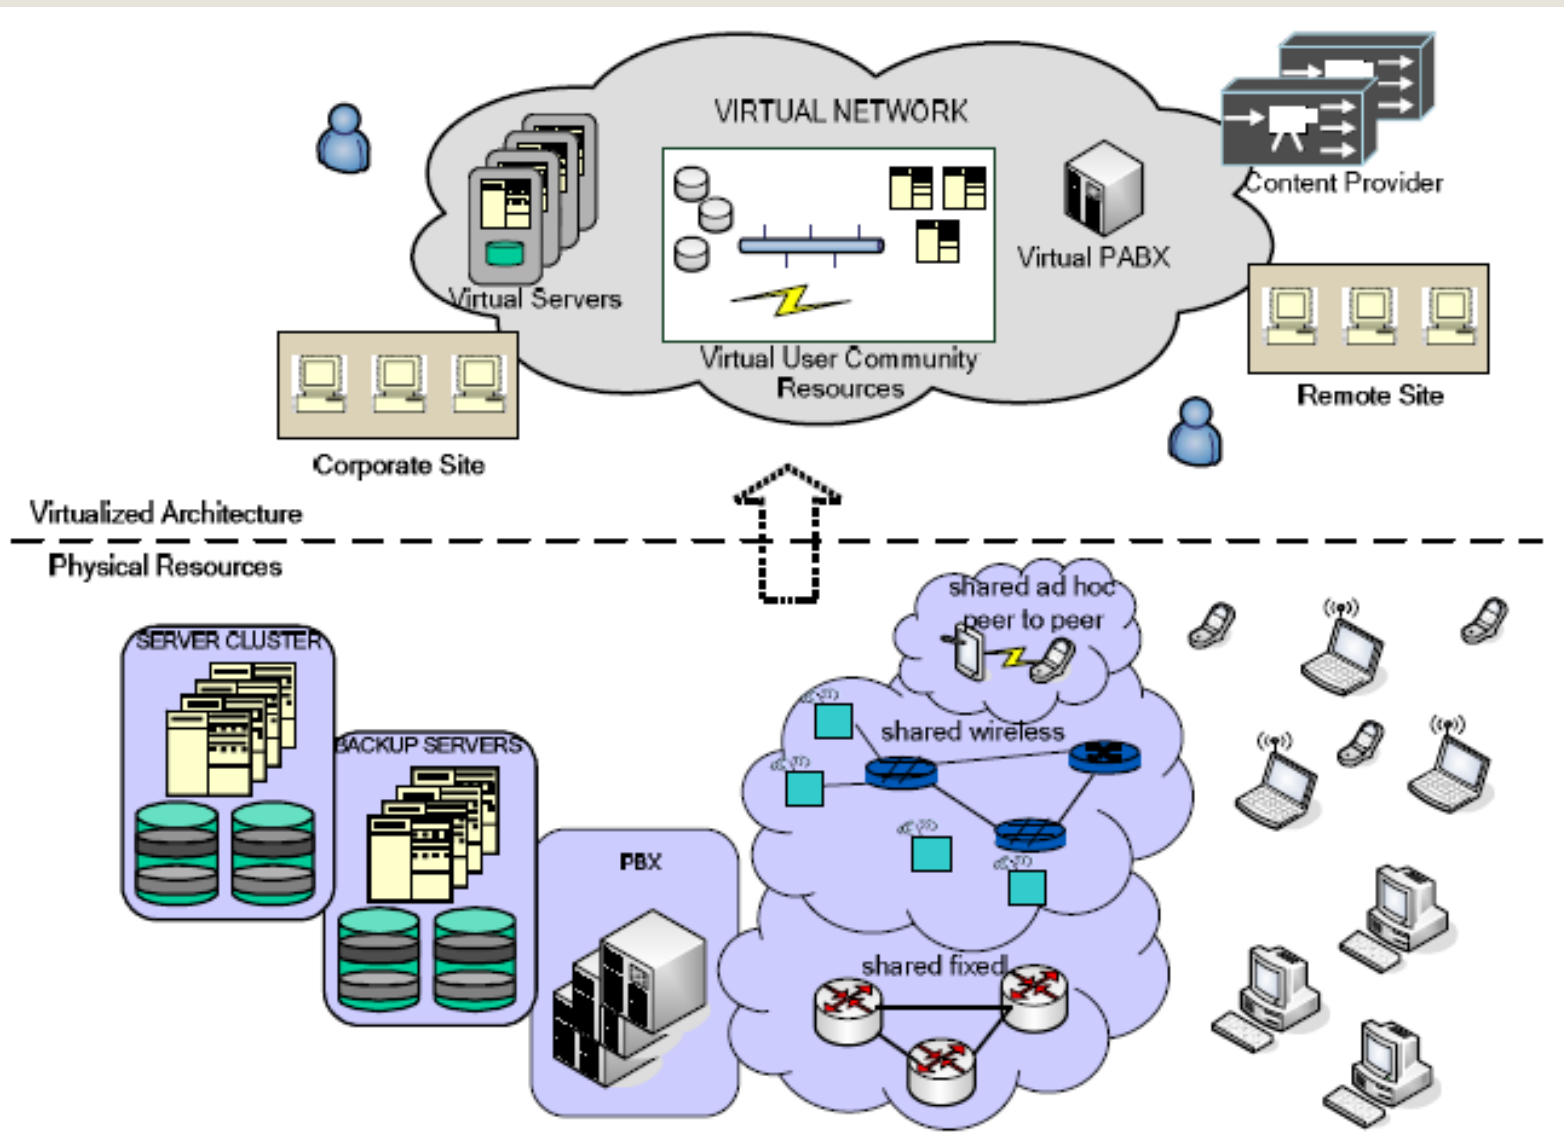 VIRTUAL NETWORK
Content Provider
Virtual PABX
Virtual Servers
Virtual User Community
Resources
Remote Site
Corporate Site
Virtualized Architecture
Physical Resources
shared ad hoc
peer to peer
SERVER CLUSTER
shared wireless
BACKUP SERVERS
PBX
shared fixed